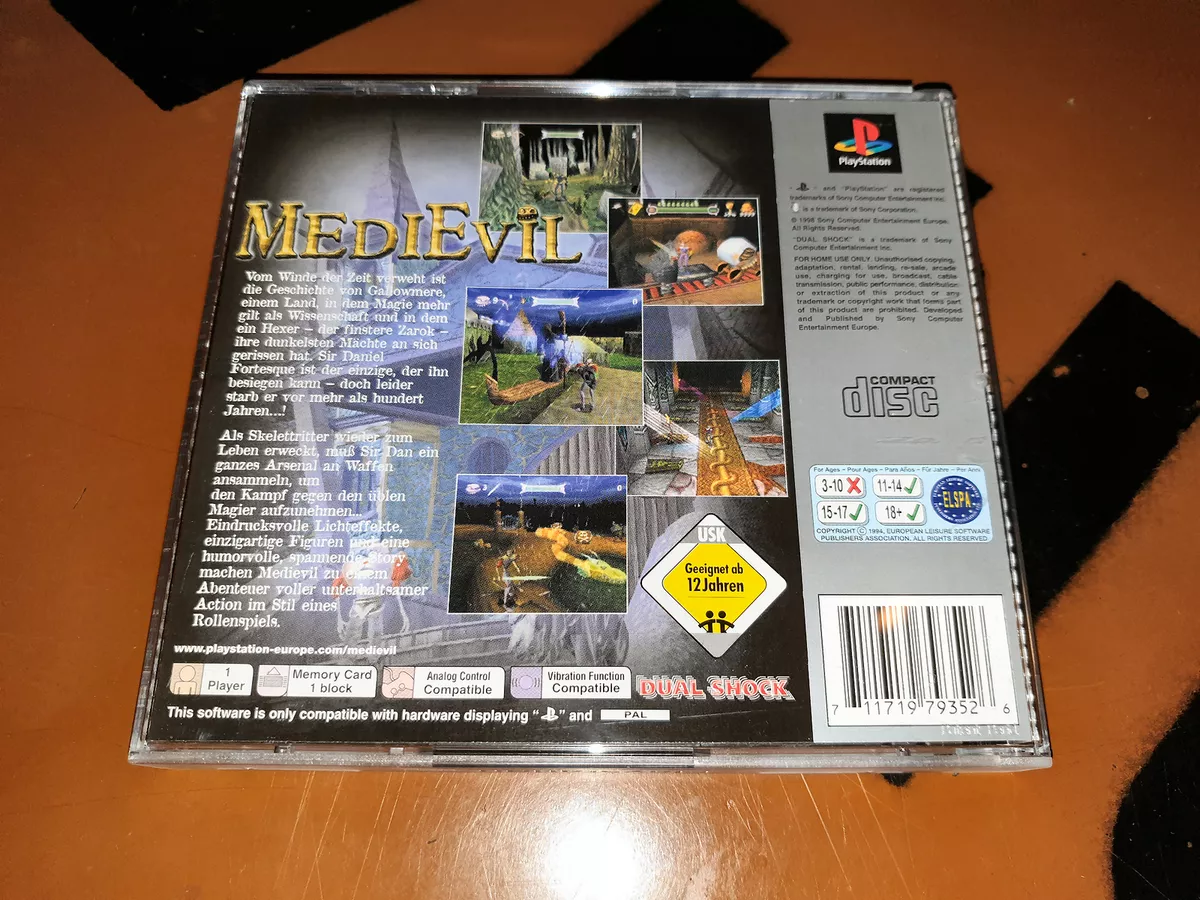 MEDIEVIL
Vom Winde der Zeit verweht ist
die Geschichte von Gallowmere,
einem Land, in dem Magie mehr
gilt als Wissenschaft und in dem
ein Hexer – der finstere Zarok –
ihre dunkelsten Mächte an sich
gerissen hat. Sir Daniel
Fortesque ist der einzige, der ihn
besiegen kann – doch leider
starb er vor mehr als hundert
Jahren...!
Als Skelettritter wieder zum
Leben erweckt, muß Sir Dan ein
ganzes Arsenal an Waffen
ansammeln, um
den Kampf gegen den üblen
Magier aufzunehmen...
Eindrucksvolle Lichteffekte,
einzigartige Figuren und eine
humorvolle, spannende Story
machen Medievil zu einem
Abenteuer voller unterhaltsamer
Action im Stil eines
Rollenspiels.
www.playstation-europe.com/medievil
1
Player
Memory Card
1 block
Analog Control
Compatible
Vibration Function
Compatible
DUAL SHOCK
This software is only compatible with hardware displaying " " and PAL
USK
Geeignet ab
12 Jahren
PlayStation
" " and "PlayStation" are registered
trademarks of Sony Computer Entertainment Inc.
is a trademark of Sony Corporation.
© 1998 Sony Computer Entertainment Europe.
All Rights Reserved.
"DUAL SHOCK" is a trademark of Sony
Computer Entertainment Inc.
FOR HOME USE ONLY. Unauthorised copying,
adaptation, rental, lending, re-sale, arcade
use, charging for use, broadcast, cable
transmission, public performance, distribution
or extraction of this product or any
trademark or copyright work that forms part
of this product are prohibited. Developed
and Published by Sony Computer
Entertainment Europe.
COMPACT
disc
For Ages – Pour Ages – Para Años – Für Jahre – Per Anni
3-10 11-14
15-17 18+
ELSPA
COPYRIGHT © 1994, EUROPEAN LEISURE SOFTWARE
PUBLISHERS ASSOCIATION. ALL RIGHTS RESERVED
7 11719 79352 6